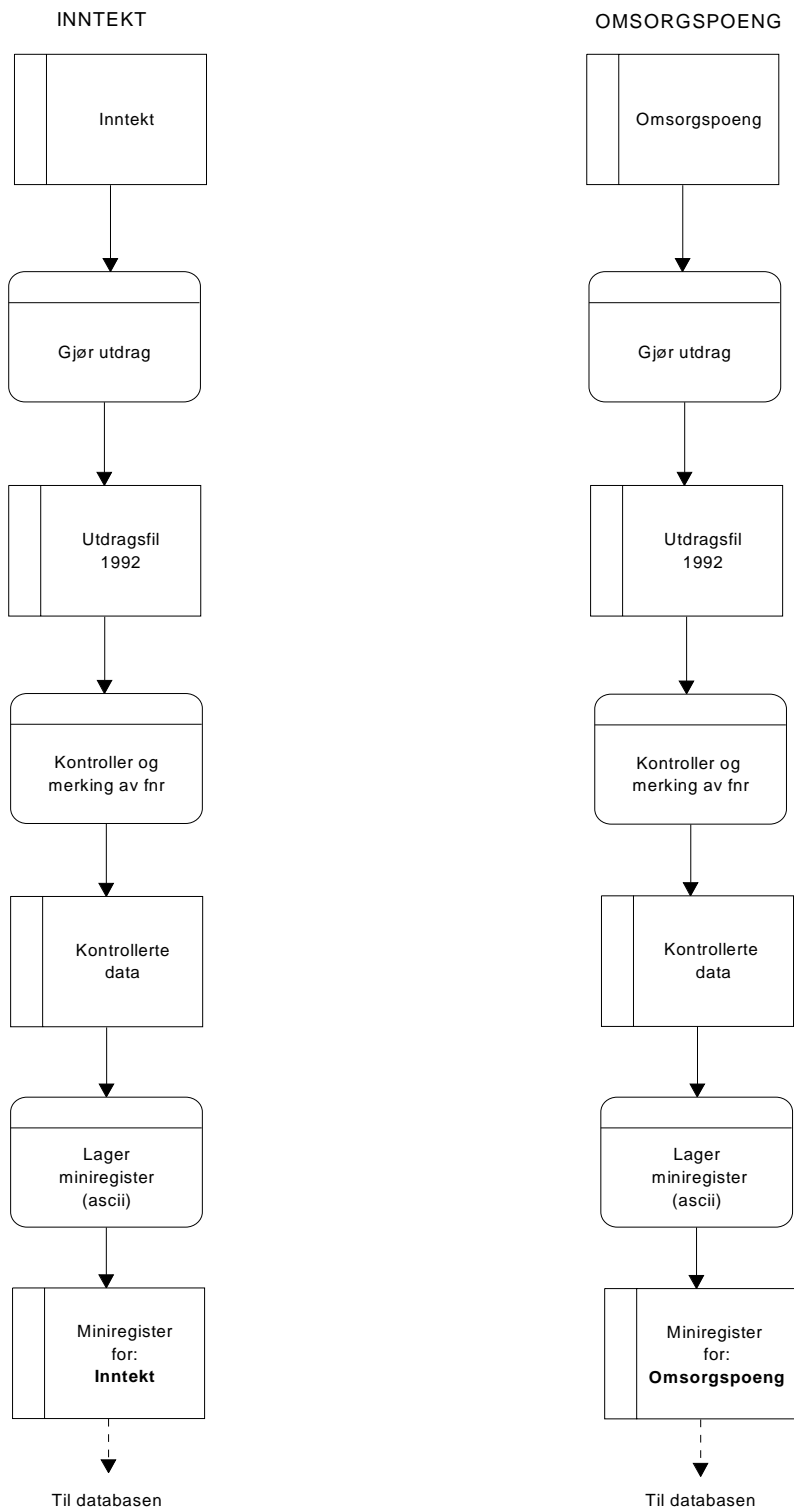 INNTEKT
Inntekt
Gjør utdrag
Utdragsfil
1992
Kontroller og
merking av fnr
Kontrollerte
data
Lager
miniregister
(ascii)
Miniregister
for:
Inntekt
Til databasen
OMSORGSPOENG
Omsorgspoeng
Gjør utdrag
Utdragsfil
1992
Kontroller og
merking av fnr
Kontrollerte
data
Lager
miniregister
(ascii)
Miniregister
for:
Omsorgspoeng
Til databasen